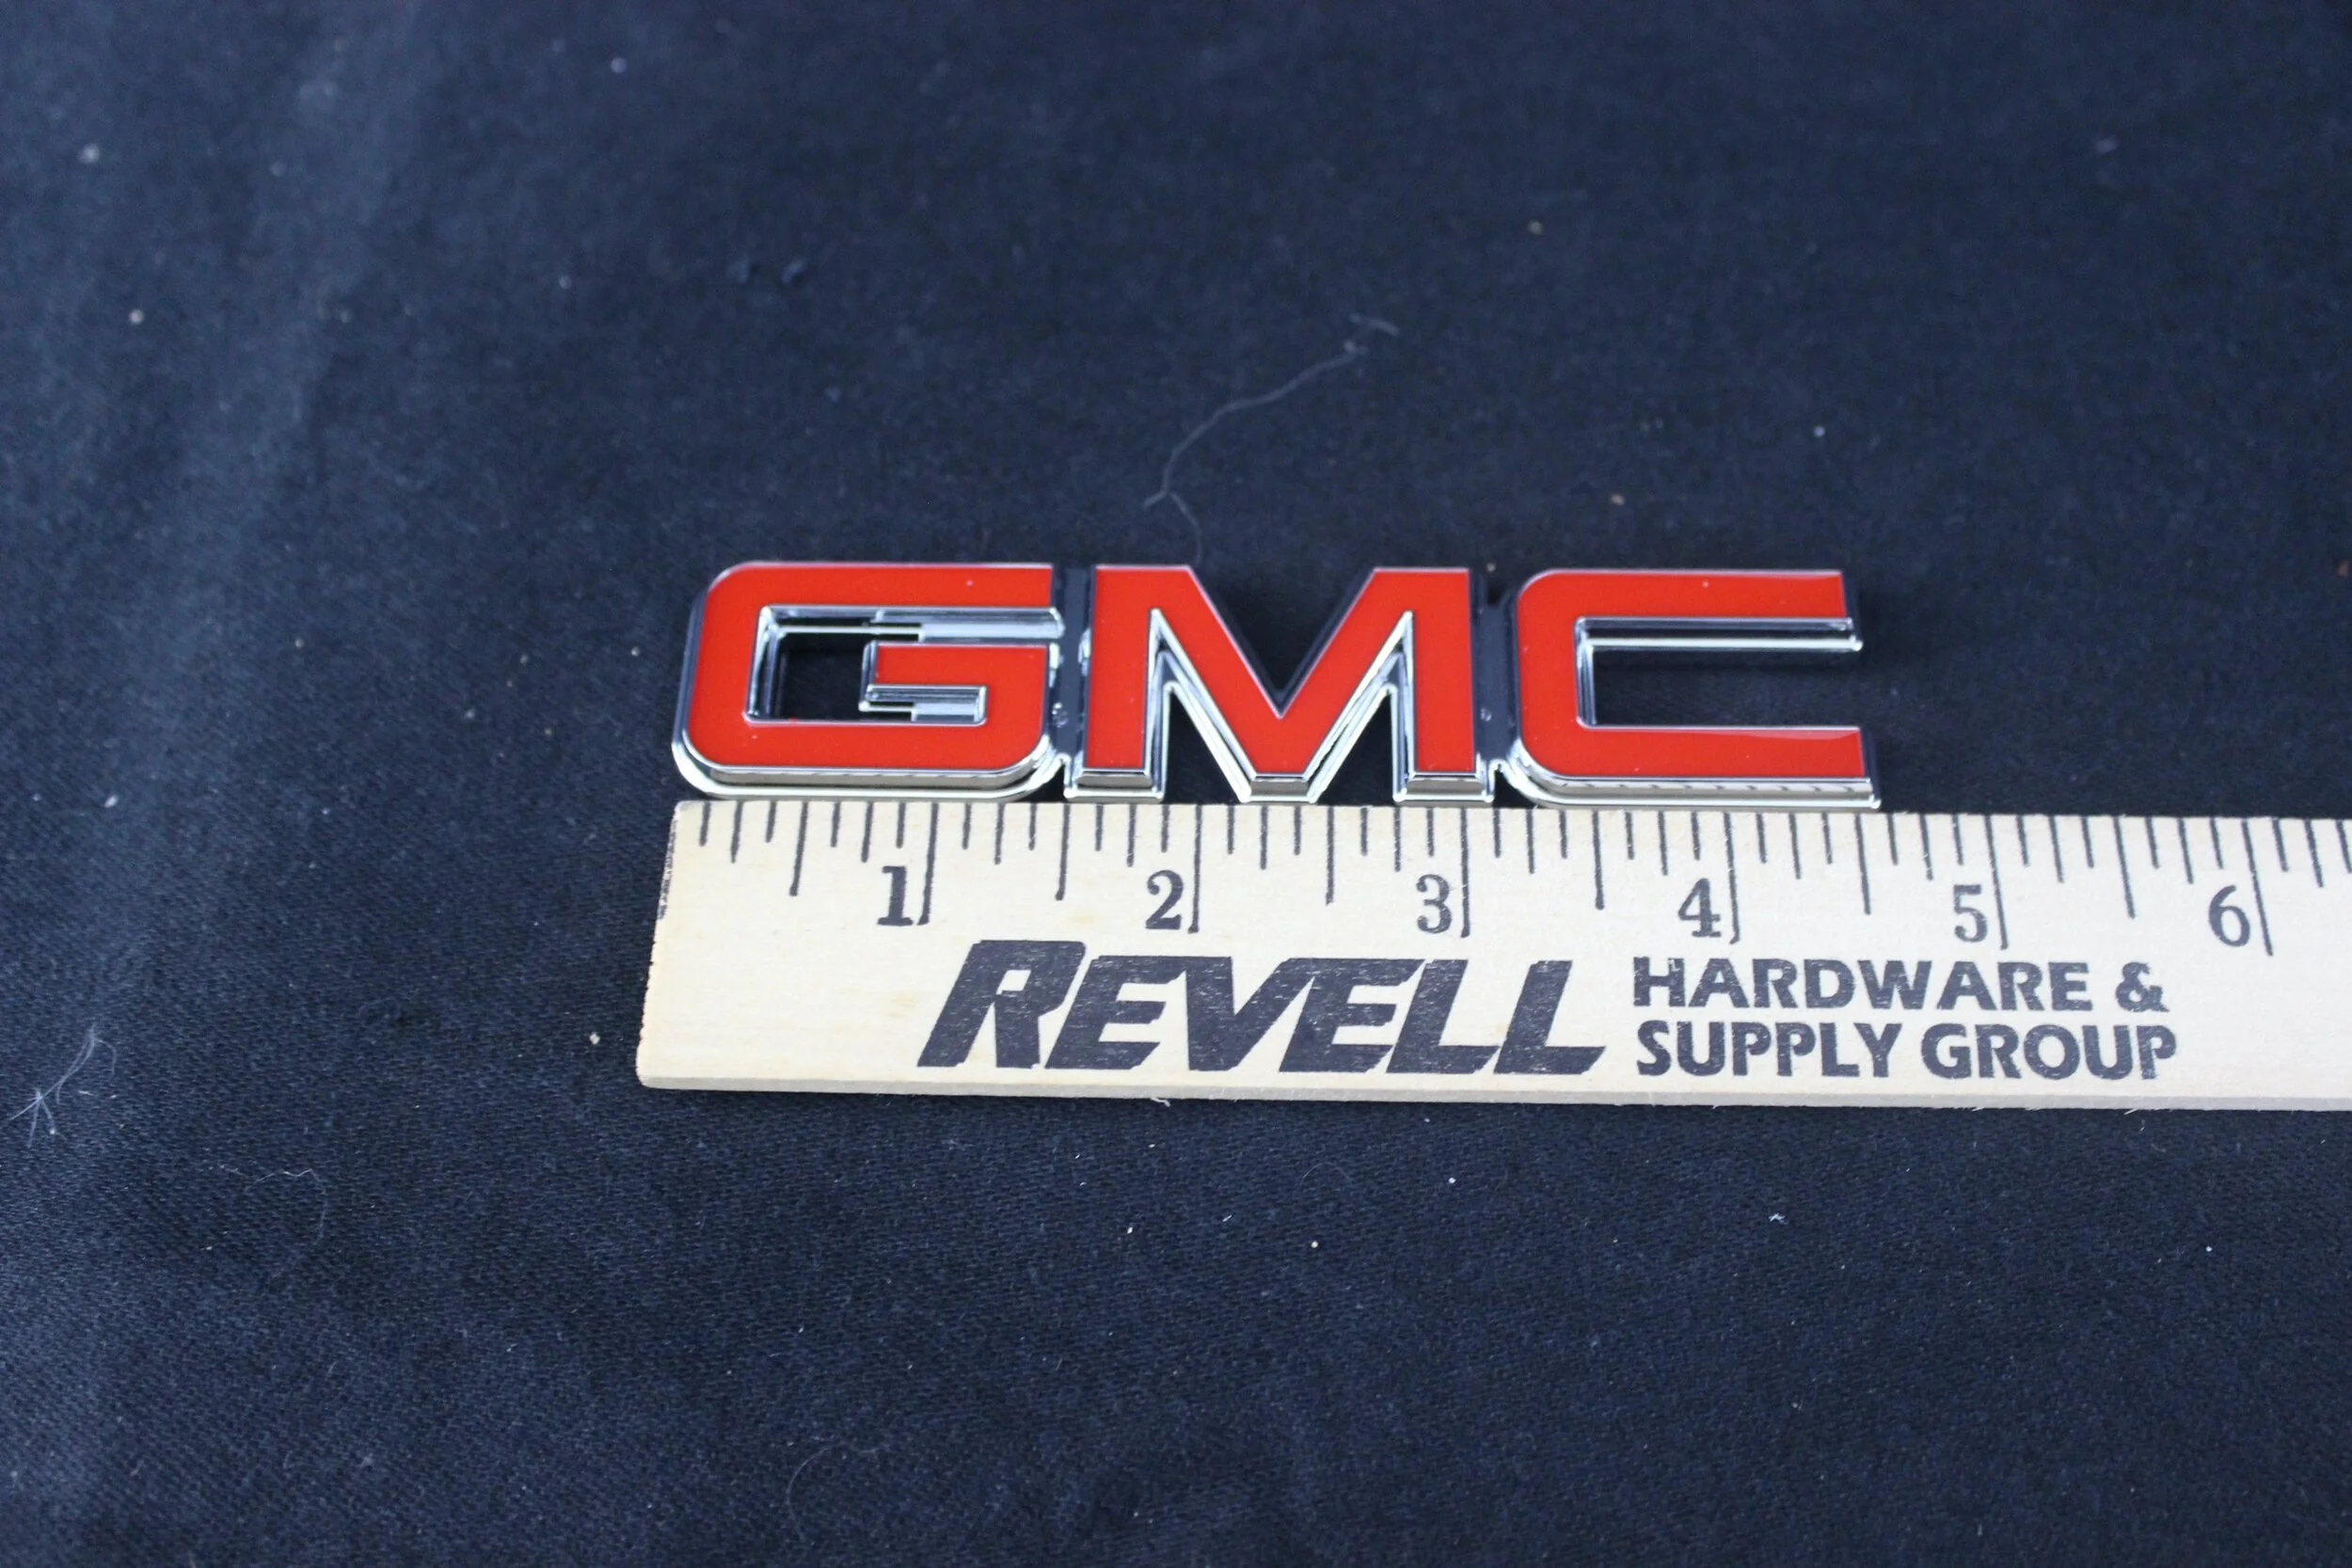 GMC
1 2 3 4 5 6
REVELL HARDWARE &
SUPPLY GROUP